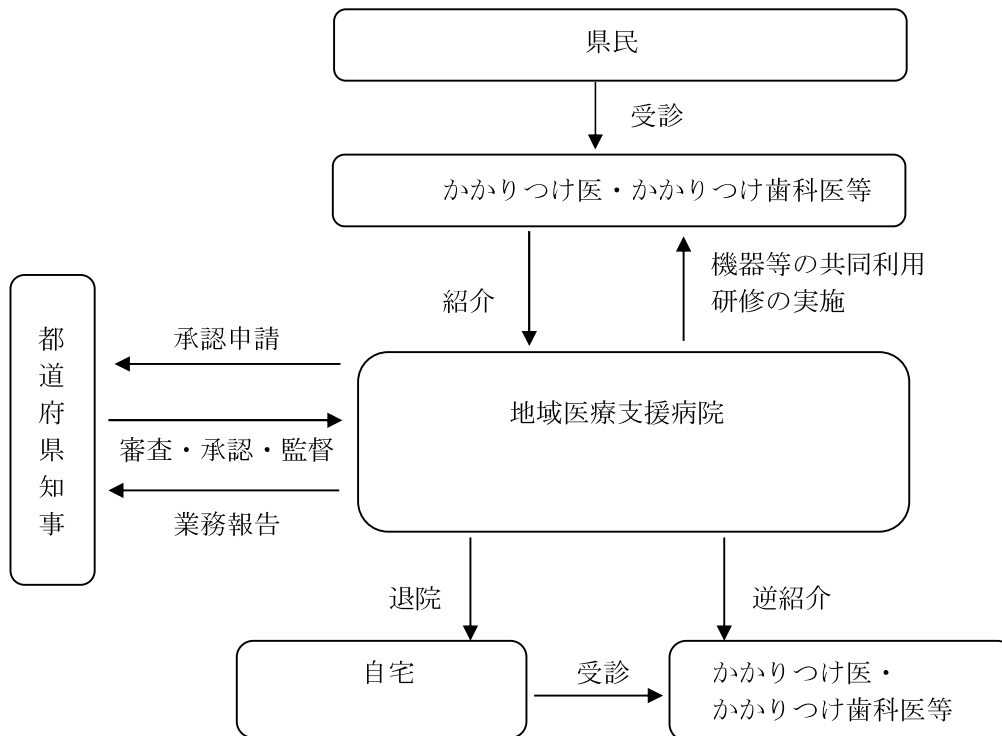 県民
受診
かかりつけ医・かかりつけ歯科医等
機器等の共同利用
研修の実施
紹介
都道府県知事
承認申請
審査・承認・監督
業務報告
地域医療支援病院
退院
逆紹介
自宅
受診
かかりつけ医・
かかりつけ歯科医等